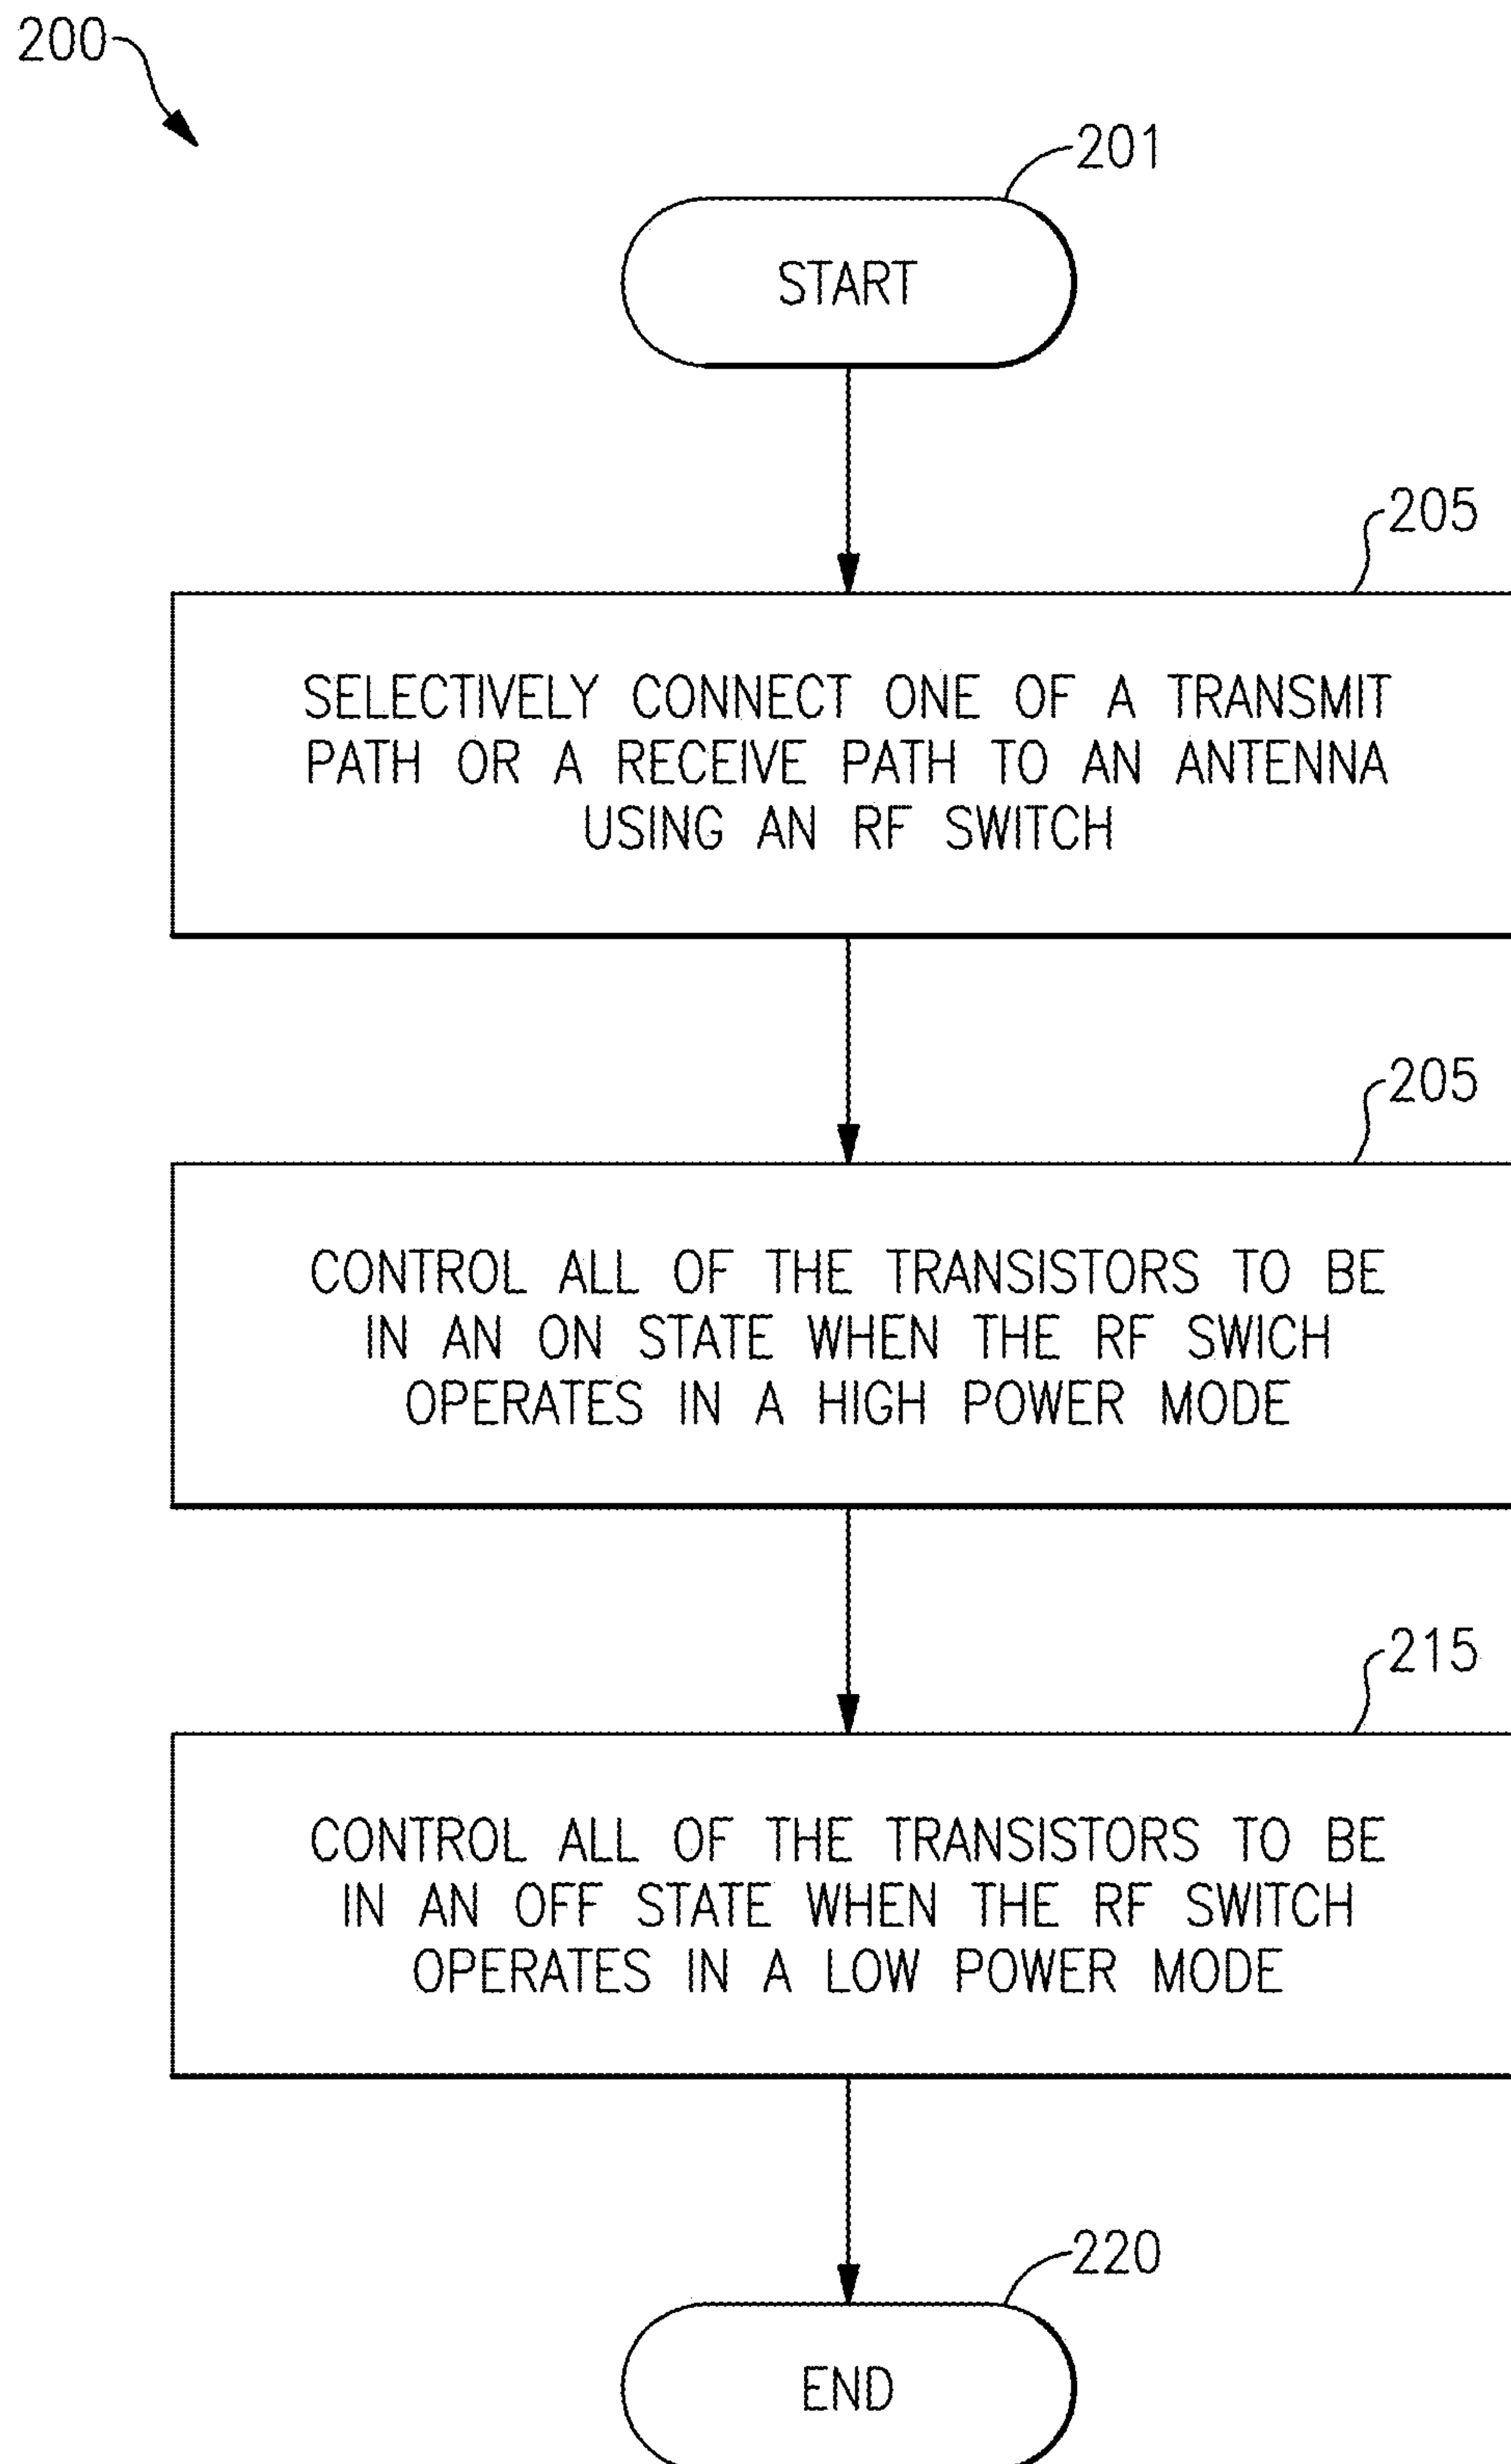 200
201
START
205
SELECTIVELY CONNECT ONE OF A TRANSMIT
PATH OR A RECEIVE PATH TO AN ANTENNA
USING AN RF SWITCH
205
CONTROL ALL OF THE TRANSISTORS TO BE
IN AN ON STATE WHEN THE RF SWICH
OPERATES IN A HIGH POWER MODE
215
CONTROL ALL OF THE TRANSISTORS TO BE
IN AN OFF STATE WHEN THE RF SWITCH
OPERATES IN A LOW POWER MODE
220
END